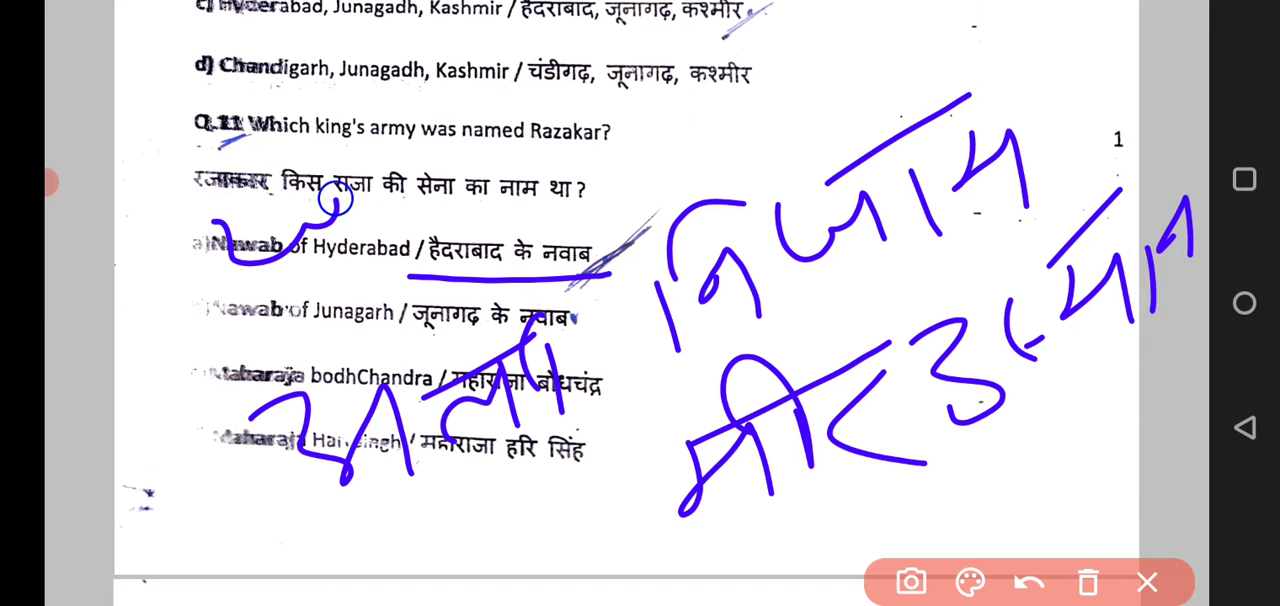 c) Hyderabad, Junagadh, Kashmir / हैदराबाद, जूनागढ़, कश्मीर
d) Chandigarh, Junagadh, Kashmir / चंडीगढ़, जूनागढ़, कश्मीर
Q.11 Which king's army was named Razakar?
1
रजाकार किस राजा की सेना का नाम था ?
निजाम
a) Nawab of Hyderabad / हैदराबाद के नवाब
Nawab of Junagarh / जूनागढ़ के नवाब
मीर उस्मान
Maharaja bodhChandra / महाराजा बोधचंद्र
अली
Maharaja Hari singh / महाराजा हरि सिंह